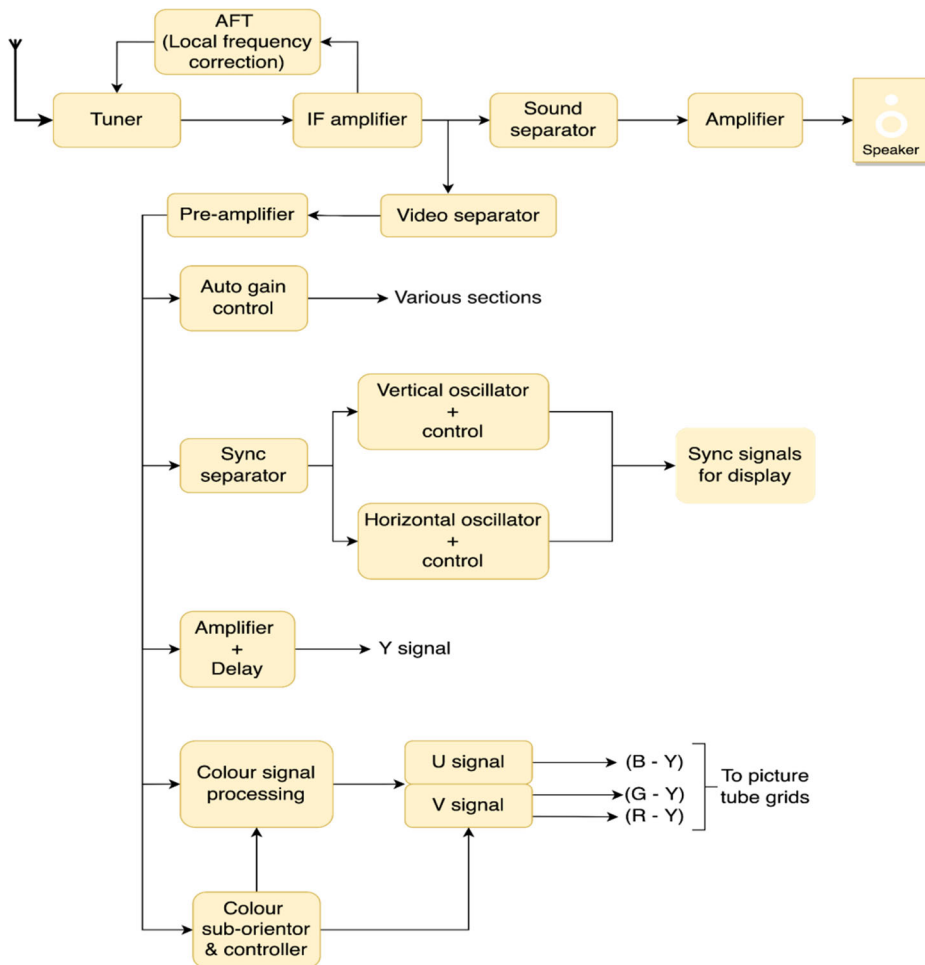 AFT
(Local frequency
correction)
Tuner
IF amplifier
Sound
separator
Amplifier
Speaker
Pre-amplifier
Video separator
Auto gain
control
Various sections
Vertical oscillator
+
control
Sync
separator
Sync signals
for display
Horizontal oscillator
+
control
Amplifier
+
Delay
Y signal
Colour signal
processing
U signal
V signal
(B - Y)
(G - Y)
(R - Y)
To picture
tube grids
Colour
sub-orientor
& controller